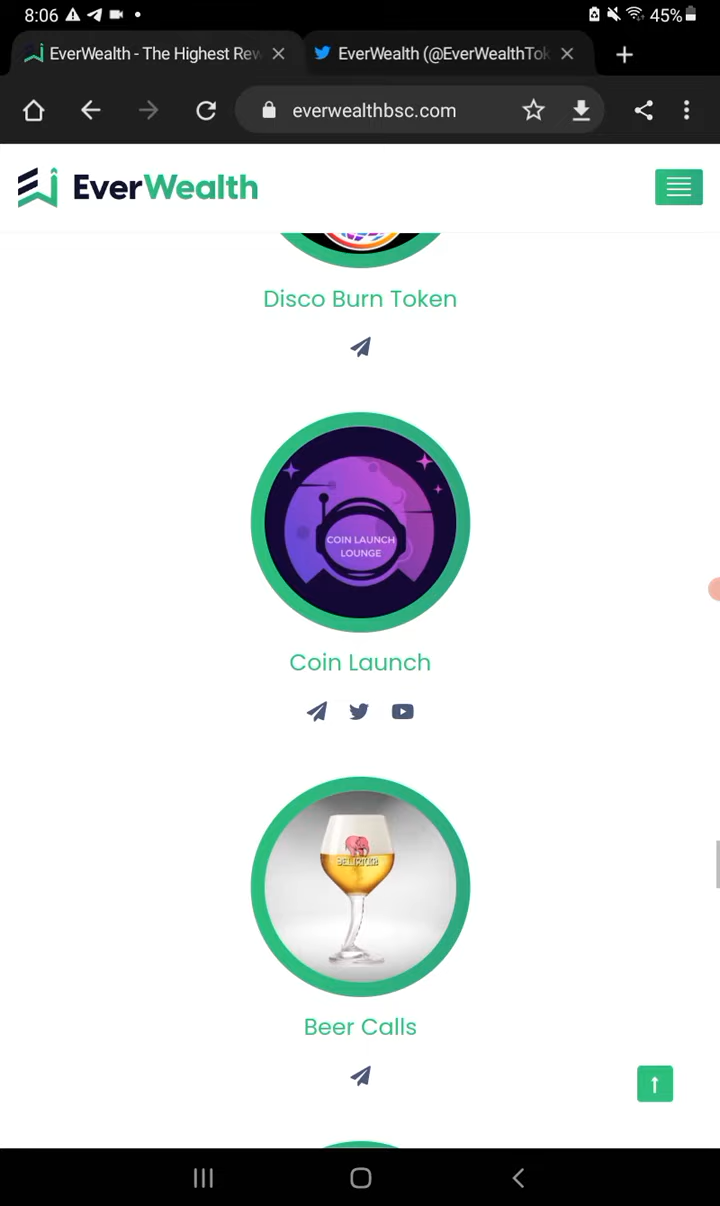 8:06
45%
EverWealth - The Highest Rew
EverWealth (@EverWealthTok
everwealthbsc.com
EverWealth
Disco Burn Token
COIN LAUNCH
LOUNGE
Coin Launch
DELIRIUM
Beer Calls